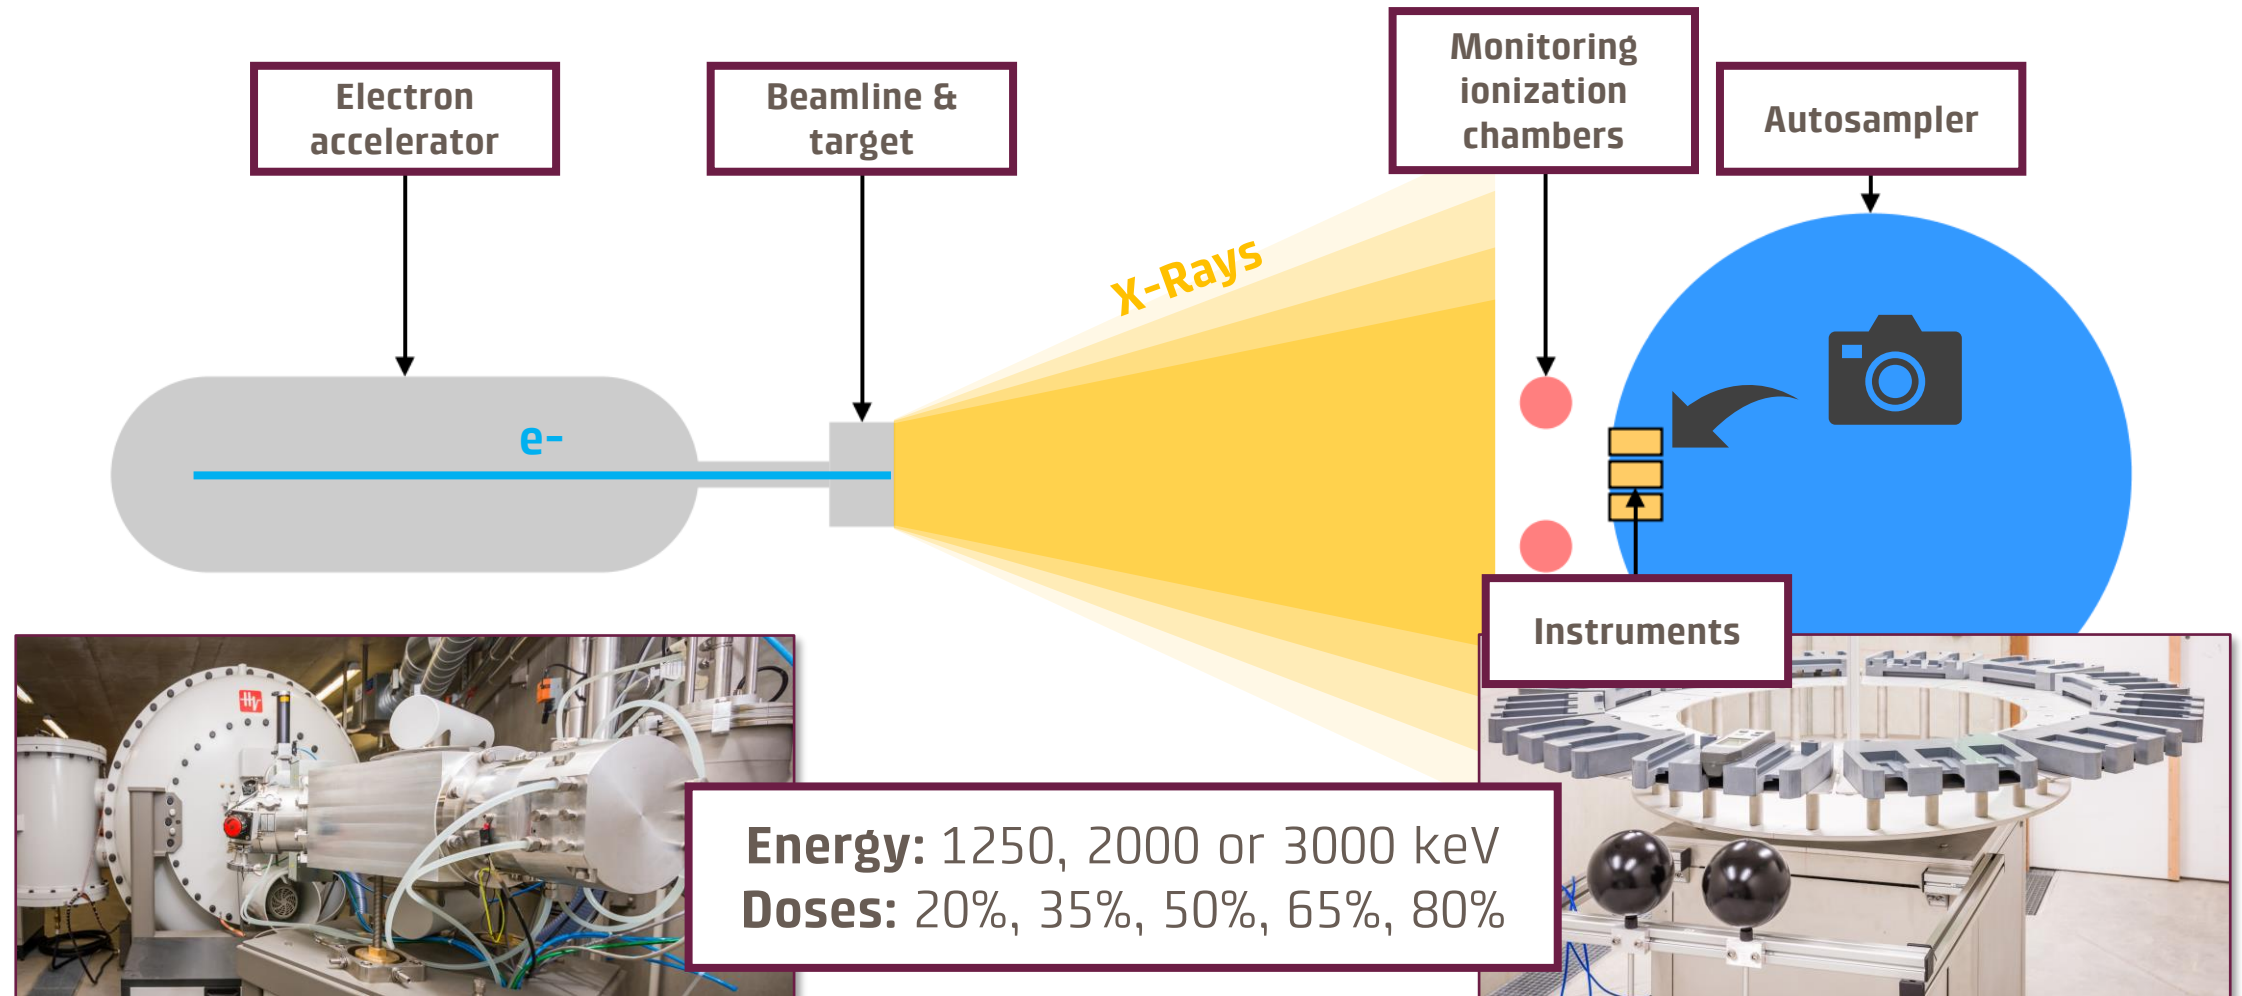 Electron
accelerator
Beamline &
target
Monitoring
ionization
chambers
Autosampler
X-Rays
e-
Instruments
HV
Energy: 1250, 2000 or 3000 keV
Doses: 20%, 35%, 50%, 65%, 80%